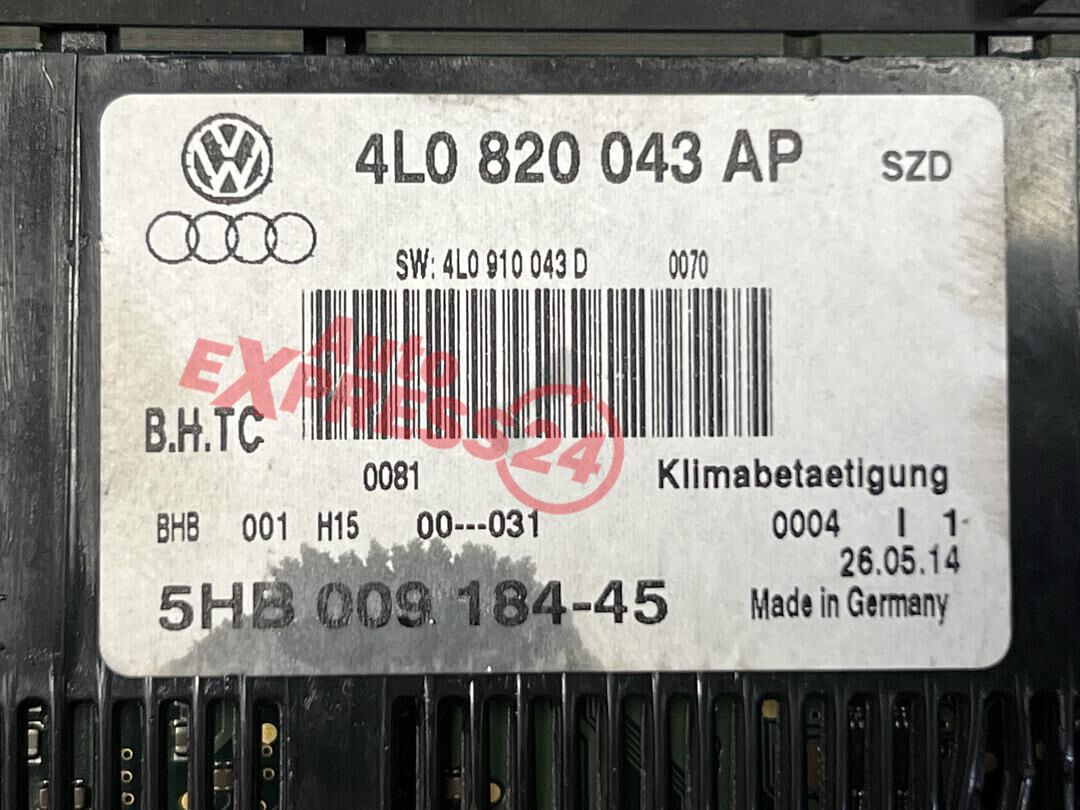 4L0 820 043 AP SZD
SW: 4L0 910 043 D 0070
Auto
EXPRESS24
B.H.TC
0081
Klimabetaetigung
BHB 001 H15 00---031 0004 I 1
26.05.14
5HB 009 184-45 Made in Germany